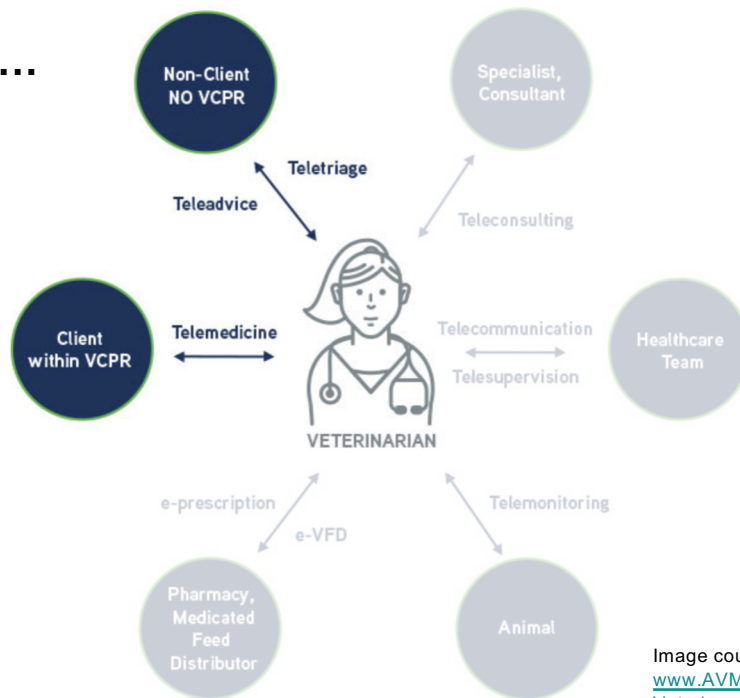 ...
Non-Client
NO VCPR
Specialist,
Consultant
Teletriage
Teleadvice
Teleconsulting
Client
within VCPR
Telemedicine
Telecommunication
Telesupervision
Healthcare
Team
VETERINARIAN
e-prescription
e-VFD
Telemonitoring
Pharmacy,
Medicated
Feed
Distributor
Animal
Image cou
www.AVM